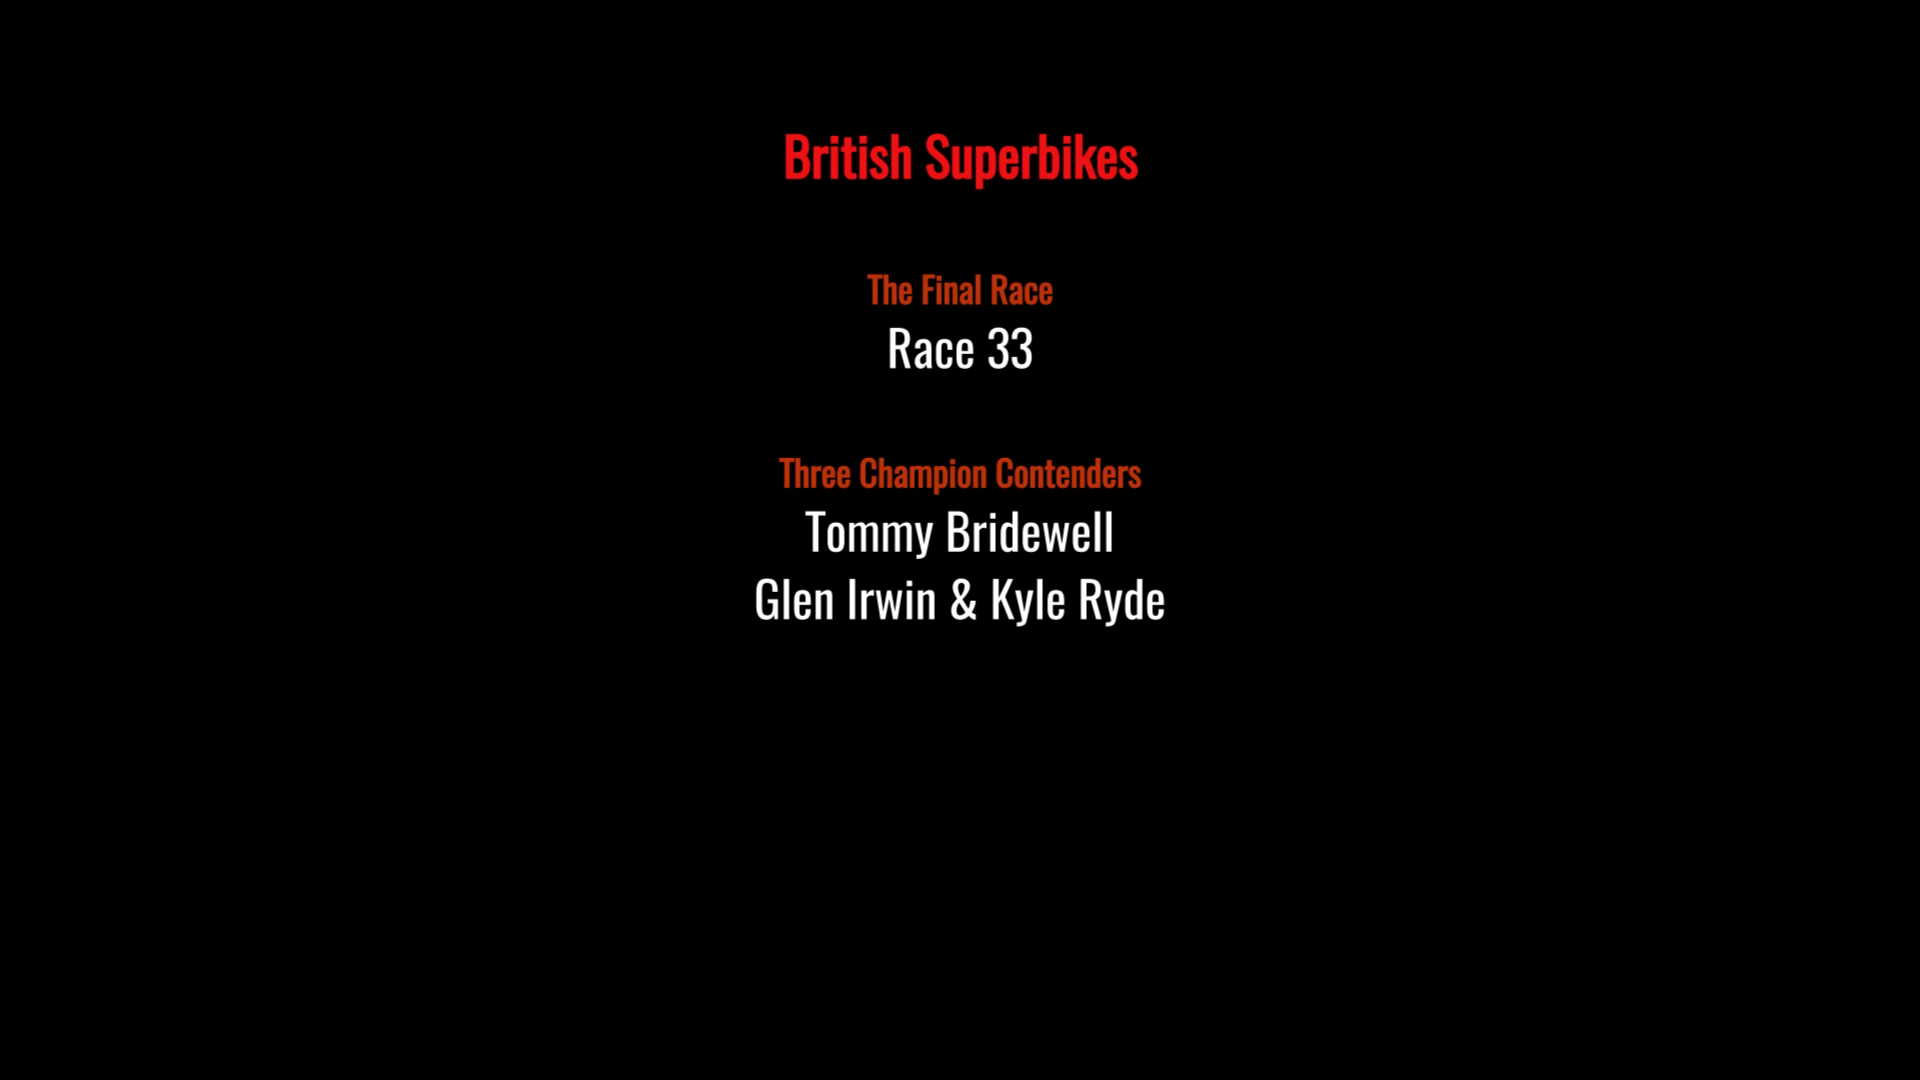 British Superbikes
The Final Race
Race 33
Three Champion Contenders
Tommy Bridewell
Glen Irwin & Kyle Ryde